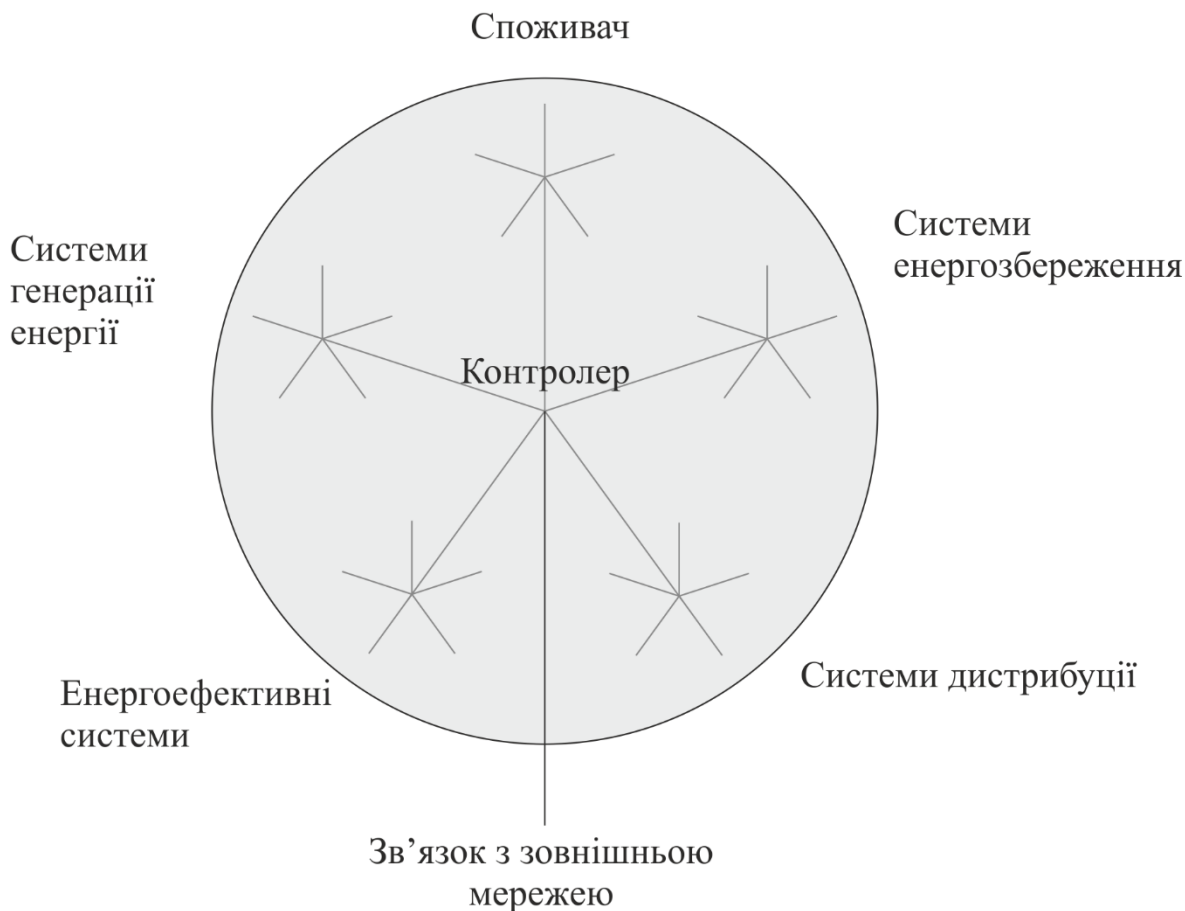 Споживач
Системи
енергозбереження
Системи
генерації
енергії
Контролер
Системи дистрибуції
Енергоефективні
системи
Зв’язок з зовнішньою
мережею